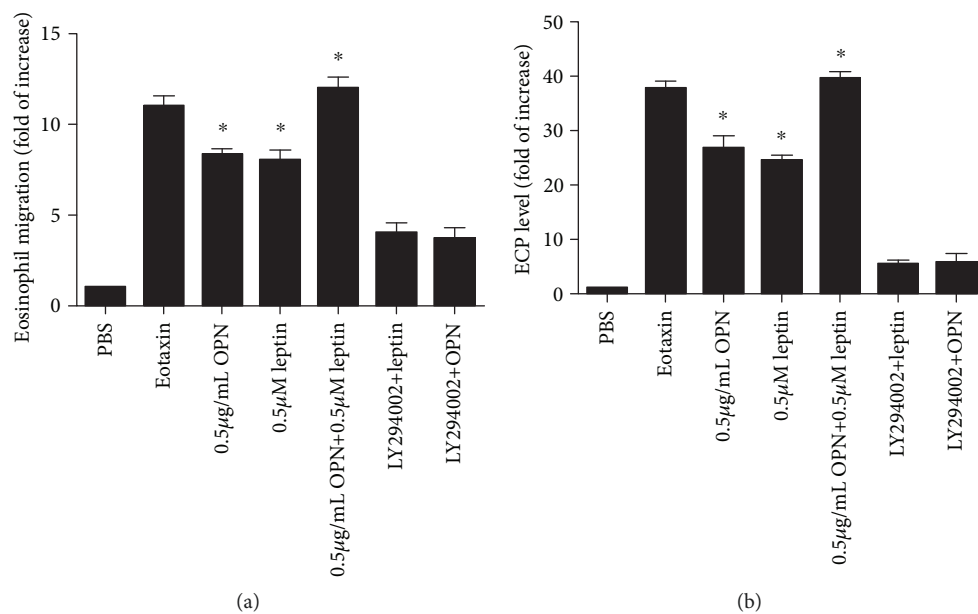 Eosinophil migration (fold of increase)
15
10
5
0
*
*
*
PBS
Eotaxin
0.5μg/mL OPN
0.5μM leptin
0.5μg/mL OPN+0.5μM leptin
LY294002+leptin
LY294002+OPN
(a)
ECP level (fold of increase)
50
40
30
20
10
0
*
*
*
PBS
Eotaxin
0.5μg/mL OPN
0.5μM leptin
0.5μg/mL OPN+0.5μM leptin
LY294002+leptin
LY294002+OPN
(b)